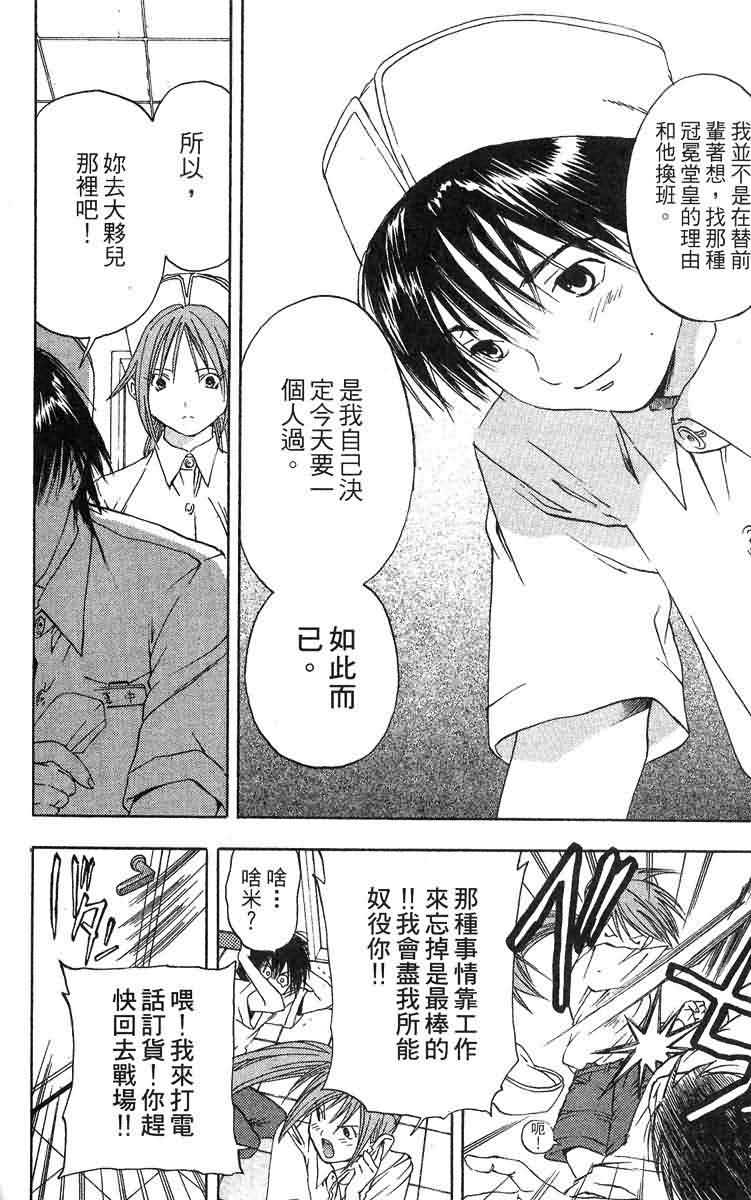 我並不是在替前
輩著想，找那種
冠冕堂皇的理由
和他換班。
是我自己決
定今天要一
個人過。
如此而
已。
所以，
妳去大夥兒
那裡吧！
呃！
那種事情靠工作
來忘掉是最棒的
!!我會盡我所能
奴役你!!
啥…
啥米？
喂！我來打電
話訂貨！你趕
快回去戰場!!